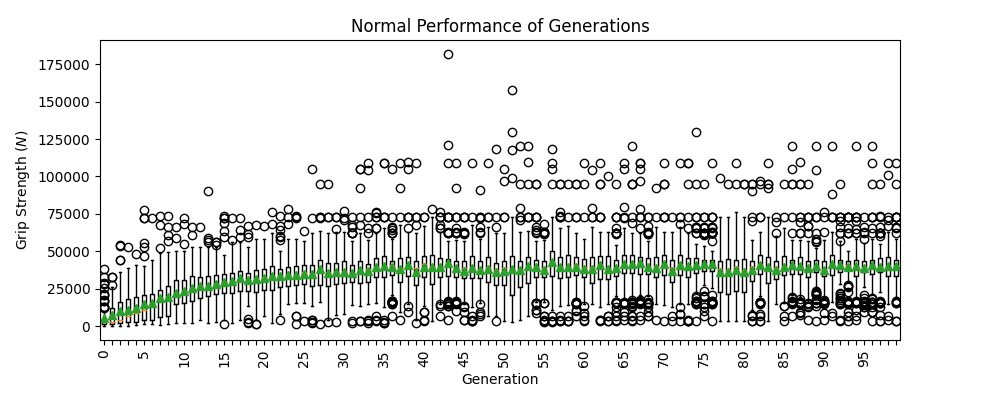 Normal Performance of Generations
175000
150000
125000
100000
75000
50000
25000
0
Grip Strength (N)
0 5 10 15 20 25 30 35 40 45 50 55 60 65 70 75 80 85 90 95
Generation